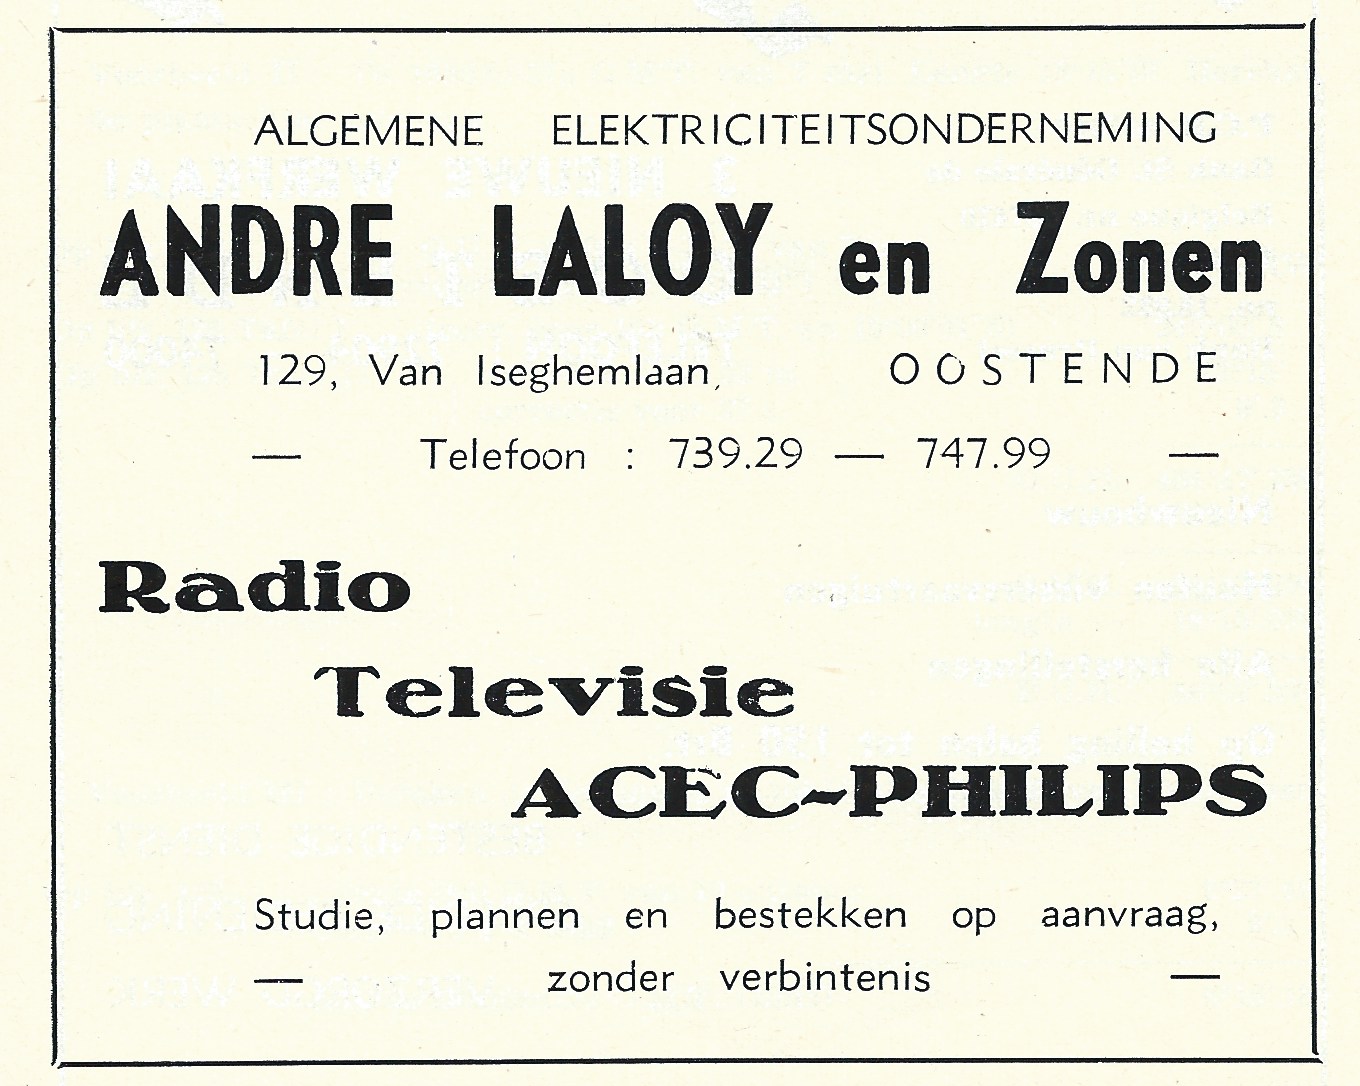 ALGEMENE ELEKTRICITEITSONDERNEMING
ANDRE LALOY en Zonen
129, Van Iseghemlaan, OOSTENDE
— Telefoon : 739.29 — 747.99 —
Radio
Televisie
ACEC-PHILIPS
Studie, plannen en bestekken op aanvraag,
— zonder verbintenis —